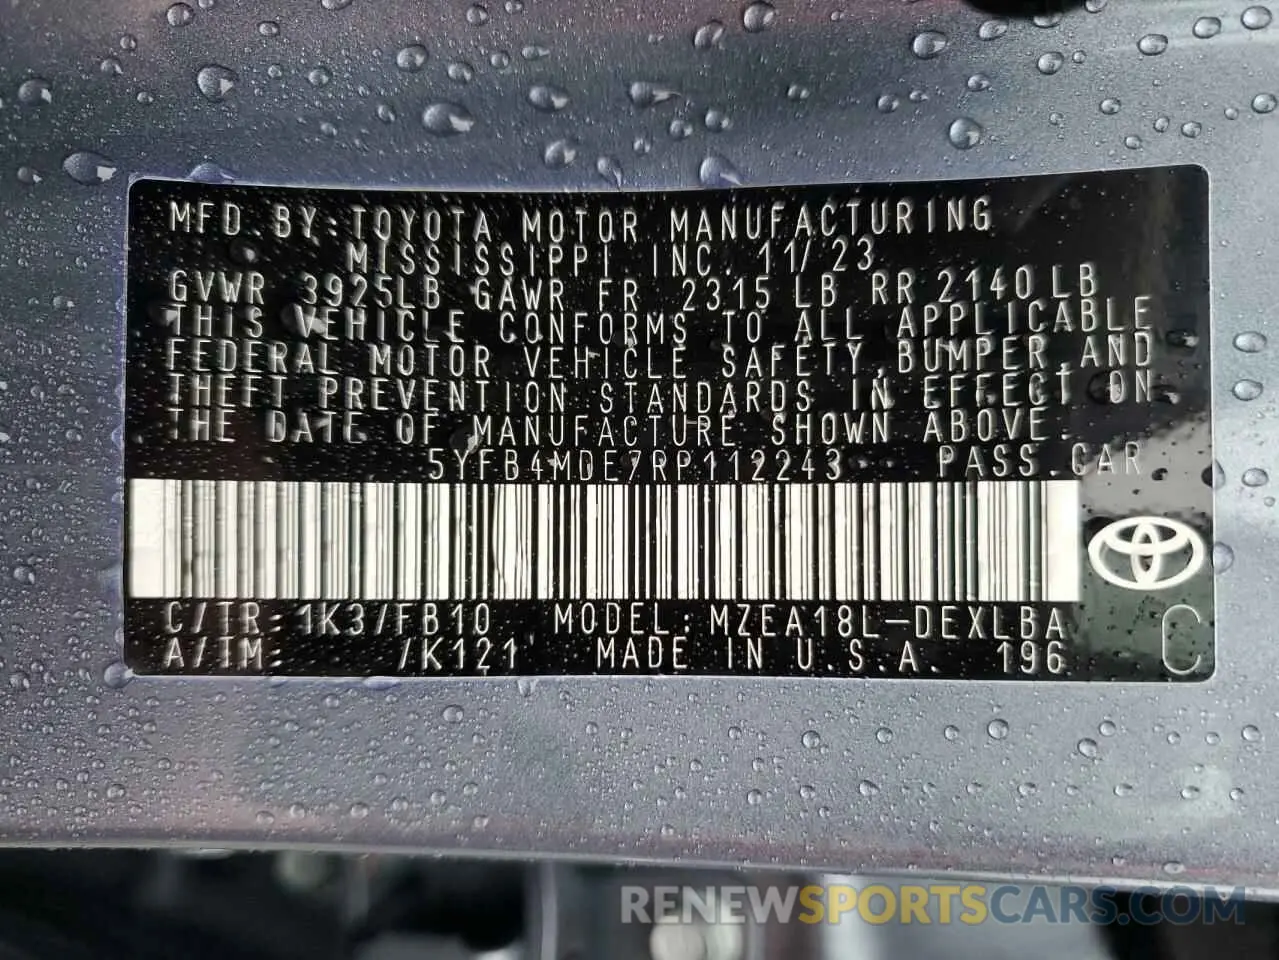 MFD. BY: TOYOTA MOTOR MANUFACTURING
MISSISSIPPI INC. 11/23
GVWR 3925LB GAWR FR 2315 LB RR 2140 LB
THIS VEHICLE CONFORMS TO ALL APPLICABLE
FEDERAL MOTOR VEHICLE SAFETY, BUMPER, AND
THEFT PREVENTION STANDARDS IN EFFECT ON
THE DATE OF MANUFACTURE SHOWN ABOVE.
5YFB4MDE7RP112243 PASS. CAR
C/TR: 1K3/FB10 MODEL: MZEA18L-DEXLBA
A/TM: /K121 MADE IN U.S.A. 196 C
RENEWSPORTSCARS.COM